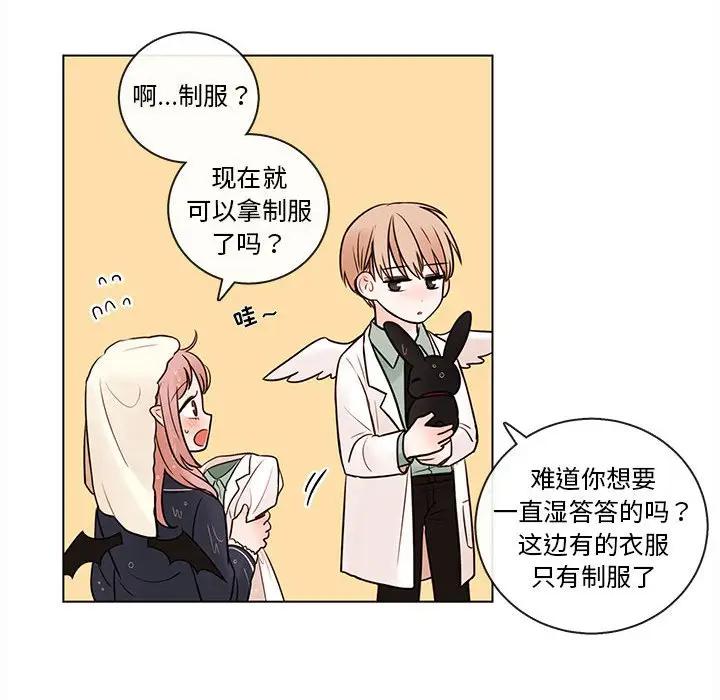 啊...制服？
现在就
可以拿制服
了吗？
哇~
难道你想要
一直湿答答的吗？
这边有的衣服
只有制服了